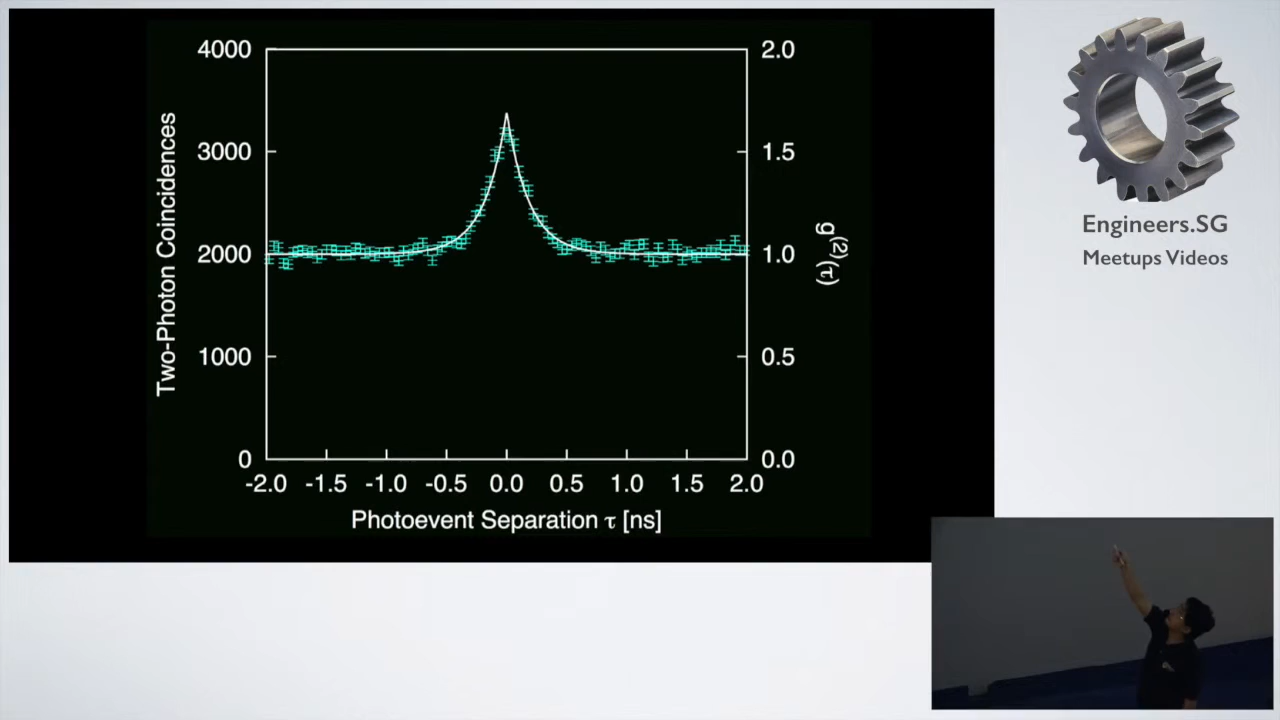 4000
3000
2000
1000
0
Two-Photon Coincidences
2.0
1.5
1.0
0.5
0.0
g(2)(τ)
-2.0 -1.5 -1.0 -0.5 0.0 0.5 1.0 1.5 2.0
Photoevent Separation τ [ns]
Engineers.SG
Meetups Videos